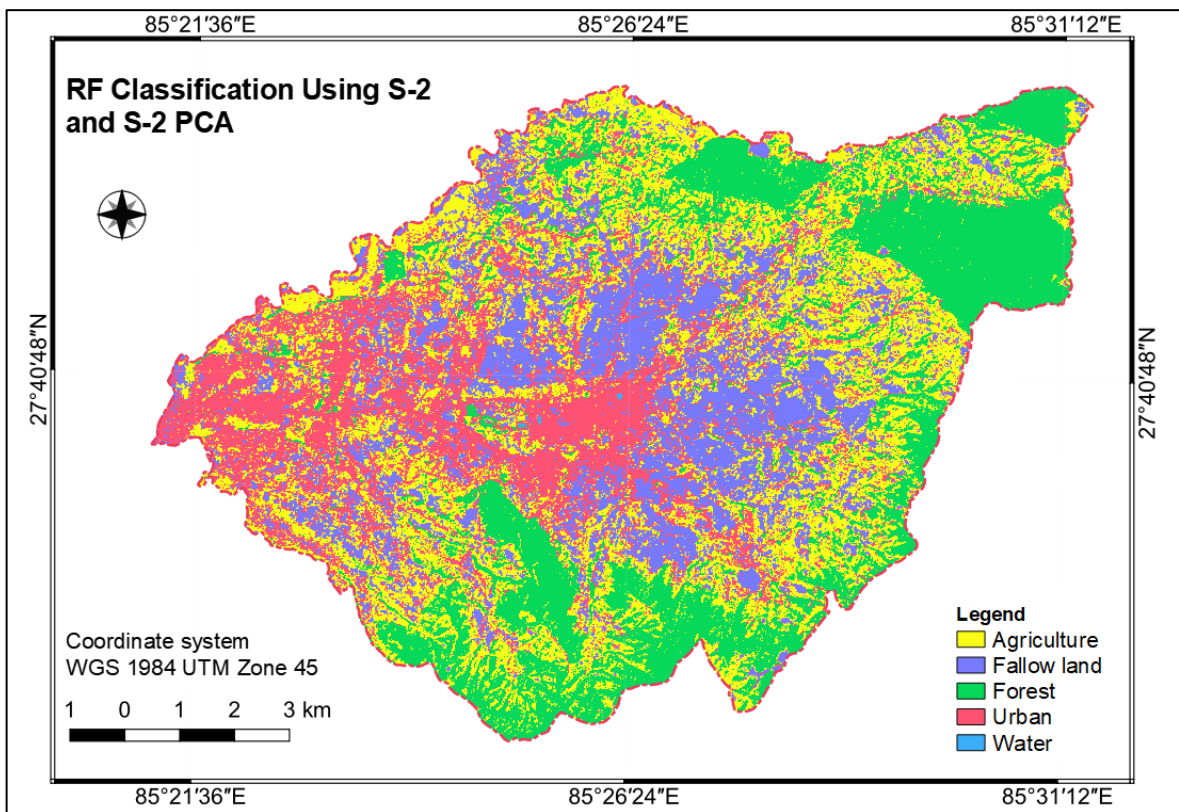 85°21′36″E 85°26′24″E 85°31′12″E
RF Classification Using S-2
and S-2 PCA
27°40′48″N
27°40′48″N
Legend
Agriculture
Fallow land
Forest
Urban
Water
Coordinate system
WGS 1984 UTM Zone 45
1 0 1 2 3 km
85°21′36″E 85°26′24″E 85°31′12″E